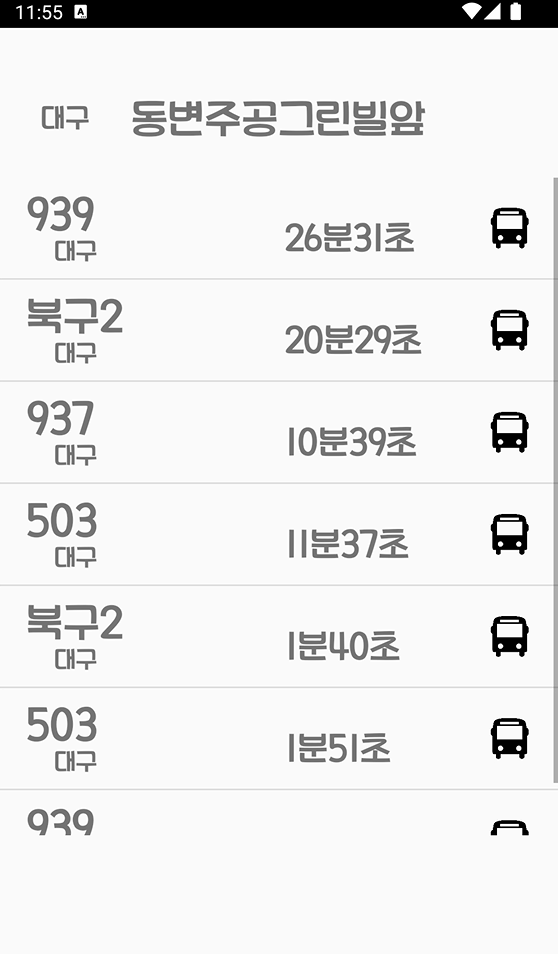 11:55 A
대구 동변주공그린빌앞
939
대구 26분31초
북구2
대구 20분29초
937
대구 10분39초
503
대구 11분37초
북구2
대구 1분40초
503
대구 1분51초
939